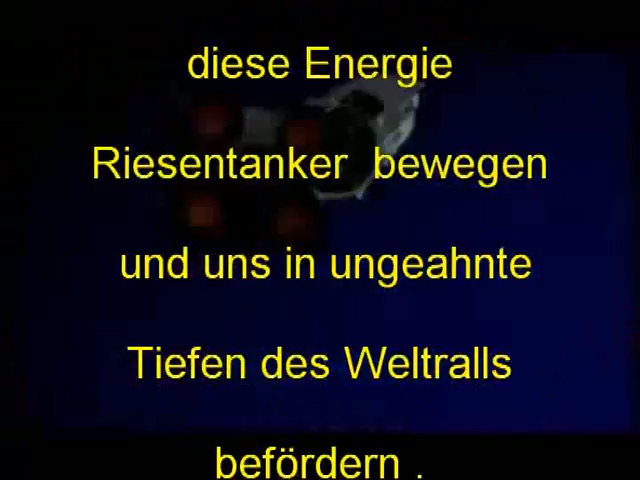 diese Energie
Riesentanker bewegen
und uns in ungeahnte
Tiefen des Weltralls
befördern .